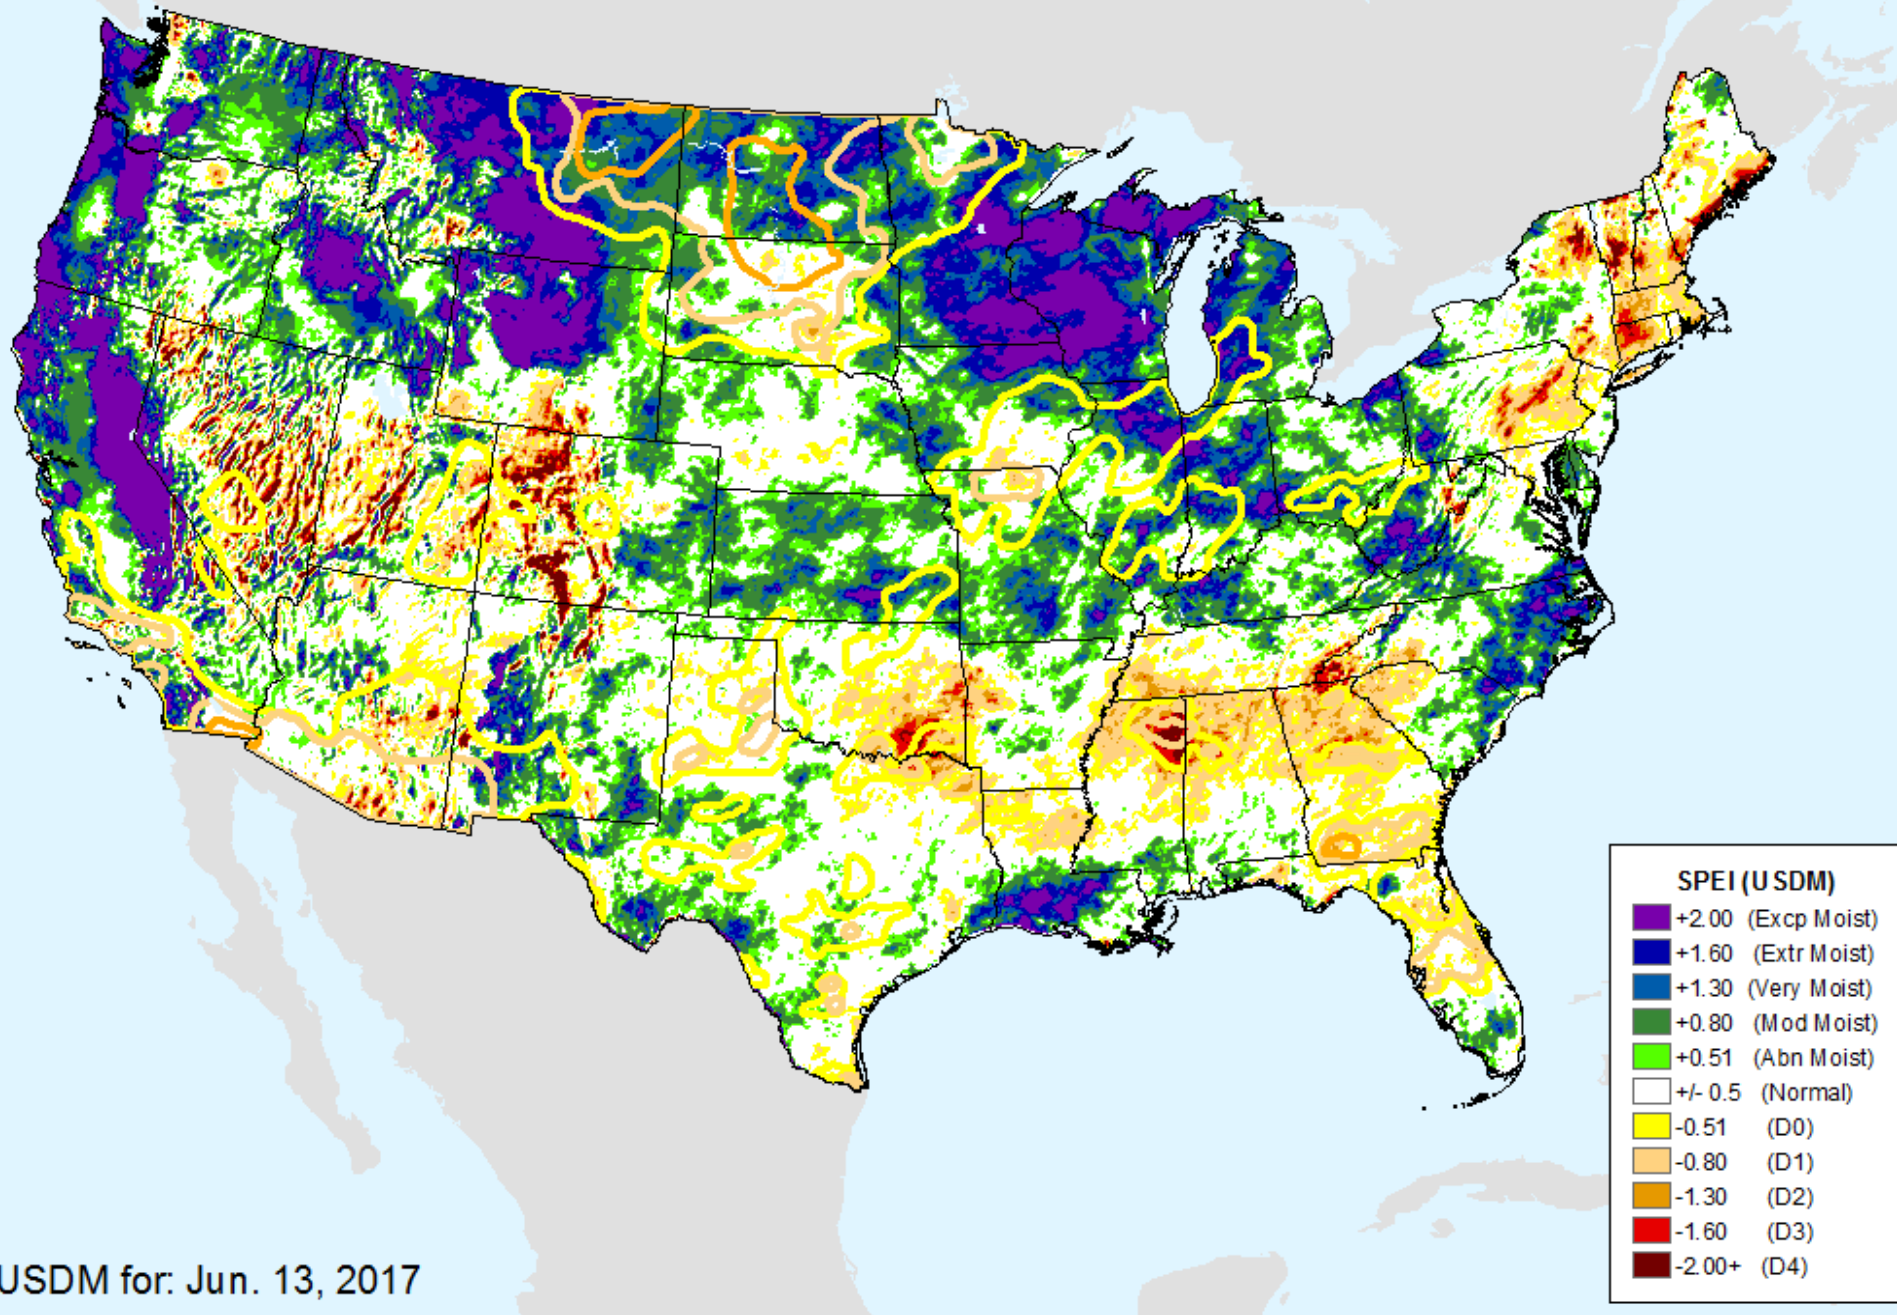 SPEI (USDM)
+2.00 (Excp Moist)
+1.60 (Extr Moist)
+1.30 (Very Moist)
+0.80 (Mod Moist)
+0.51 (Abn Moist)
+/- 0.5 (Normal)
-0.51 (D0)
-0.80 (D1)
-1.30 (D2)
-1.60 (D3)
-2.00+ (D4)
USDM for: Jun. 13, 2017